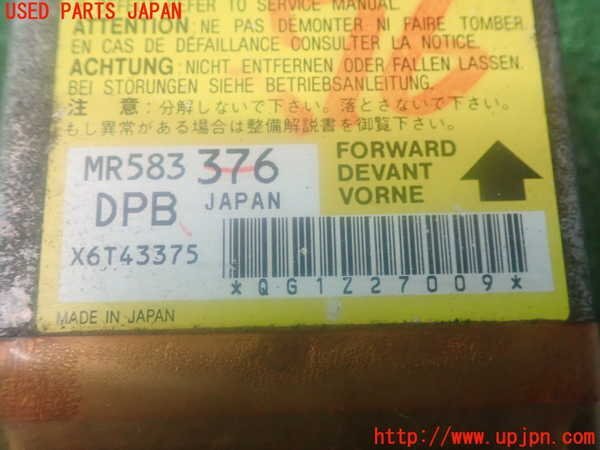 USED PARTS JAPAN
REFER TO SERVICE MANUAL.
ATTENTION: NE PAS DÉMONTER NI FAIRE TOMBER.
EN CAS DE DÉFAILLANCE CONSULTER LA NOTICE.
ACHTUNG: NICHT ENTFERNEN ODER FALLEN LASSEN.
BEI STÖRUNGEN SIEHE BETRIEBSANLEITUNG.
注 意:分解しないで下さい。落とさないで下さい。
もし異常がある場合は整備解説書を御覧下さい。
MR583 376
DPB JAPAN
X6T43375
FORWARD
DEVANT
VORNE
*QG1Z27009*
MADE IN JAPAN
http://www.upjpn.com/